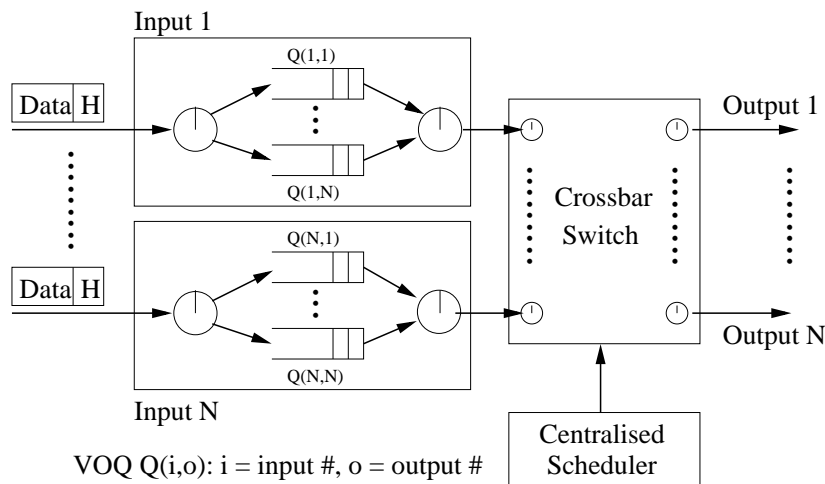 Input 1
Q(1,1)
Data H
Q(1,N)
Output 1
Crossbar
Switch
Q(N,1)
Data H
Q(N,N)
Output N
Input N
Centralised
Scheduler
VOQ Q(i,o): i = input #, o = output #